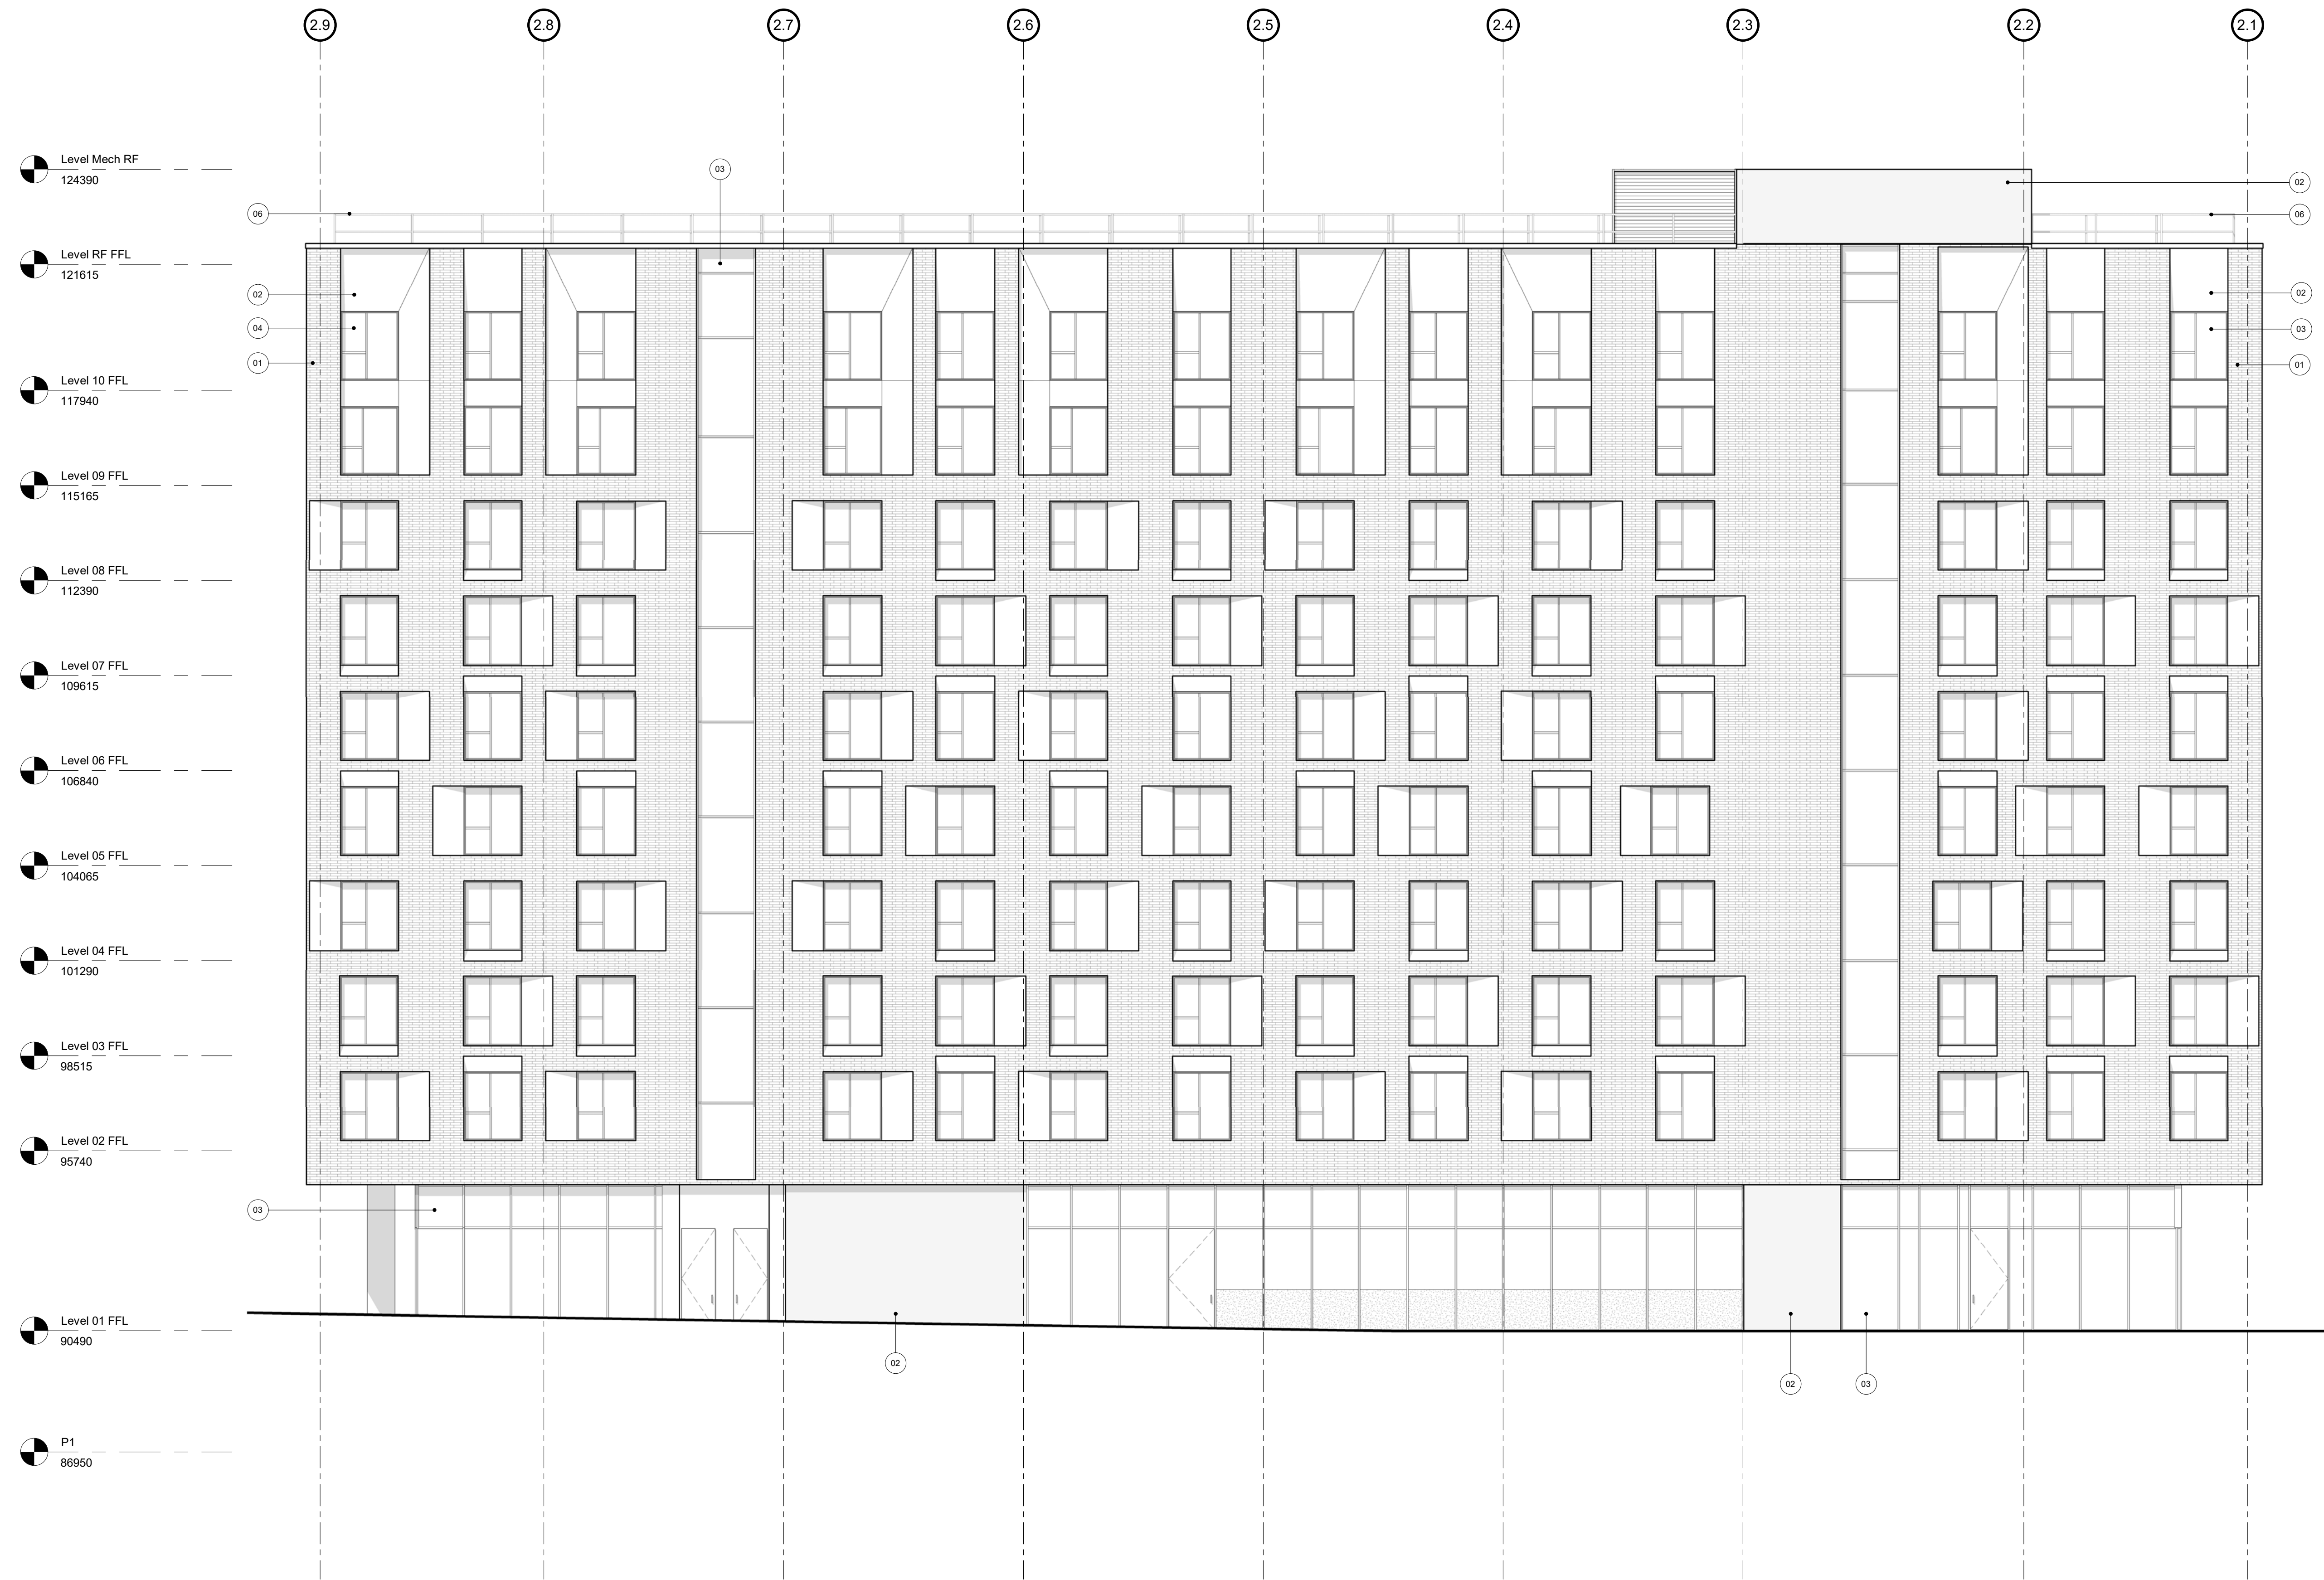 2.9 2.8 2.7 2.6 2.5 2.4 2.3 2.2 2.1
Level Mech RF
124390
03
02
06
06
Level RF FFL
121615
02
02
04
03
01
01
Level 10 FFL
117940
Level 09 FFL
115165
Level 08 FFL
112390
Level 07 FFL
109615
Level 06 FFL
106840
Level 05 FFL
104065
Level 04 FFL
101290
Level 03 FFL
98515
Level 02 FFL
95740
03
Level 01 FFL
90490
02
02
03
P1
86950